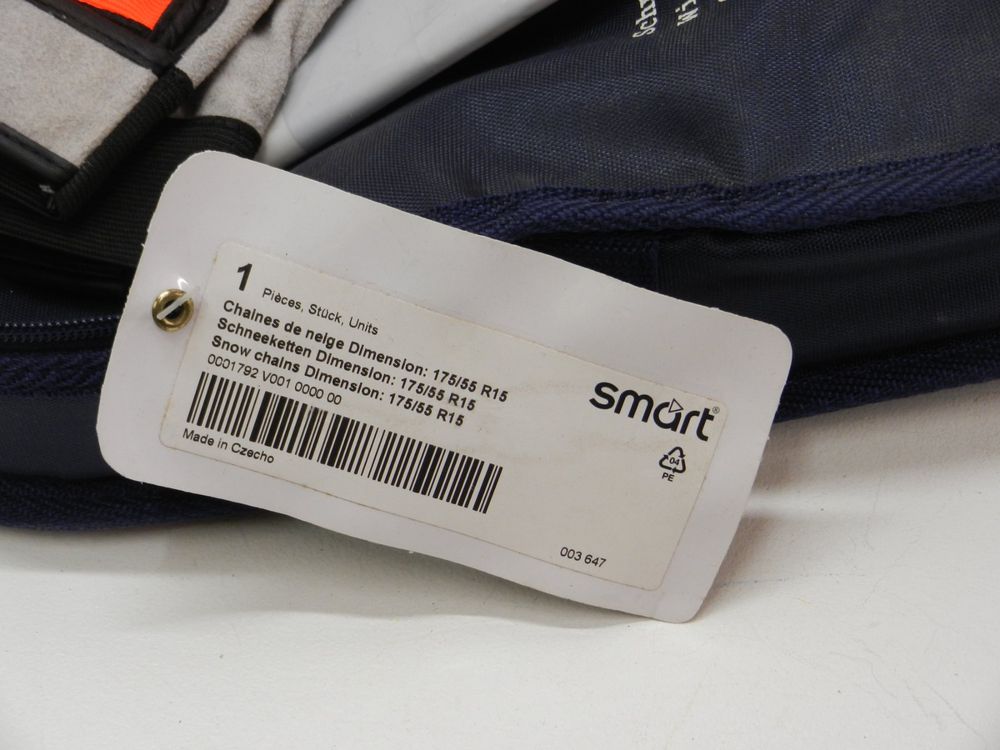 1 Pièces, Stück, Units
Chaines de neige Dimension: 175/55 R15
Schneeketten Dimension: 175/55 R15
Snow chains Dimension: 175/55 R15
0001792 V001 0000 00
Made in Czecho
smart®
04
PE
003 647